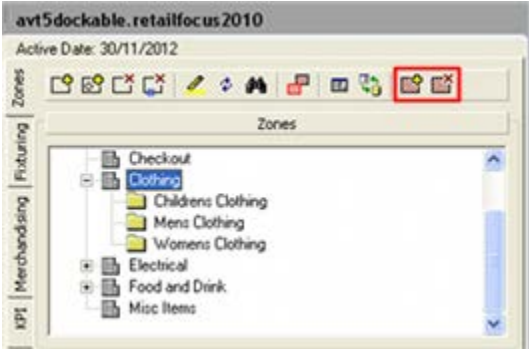 avt5dockable.retailfocus2010
Active Date: 30/11/2012
Zones
Fixturing
Merchandising
KPI
Zones
Checkout
Clothing
Childrens Clothing
Mens Clothing
Womens Clothing
Electrical
Food and Drink
Misc Items